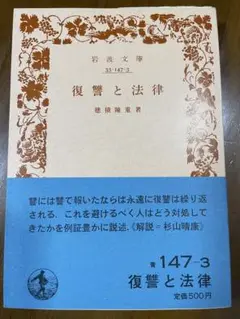 岩波文庫
33-147-3
復讐と法律
穂積陳重著
讐には讐で報いたならば永遠に復讐は繰り返
される。これを避けるべく人はどう対処して
きたかを例証豊かに説述。〈解説=杉山晴康〉
青147-3
復讐と法律
定価500円